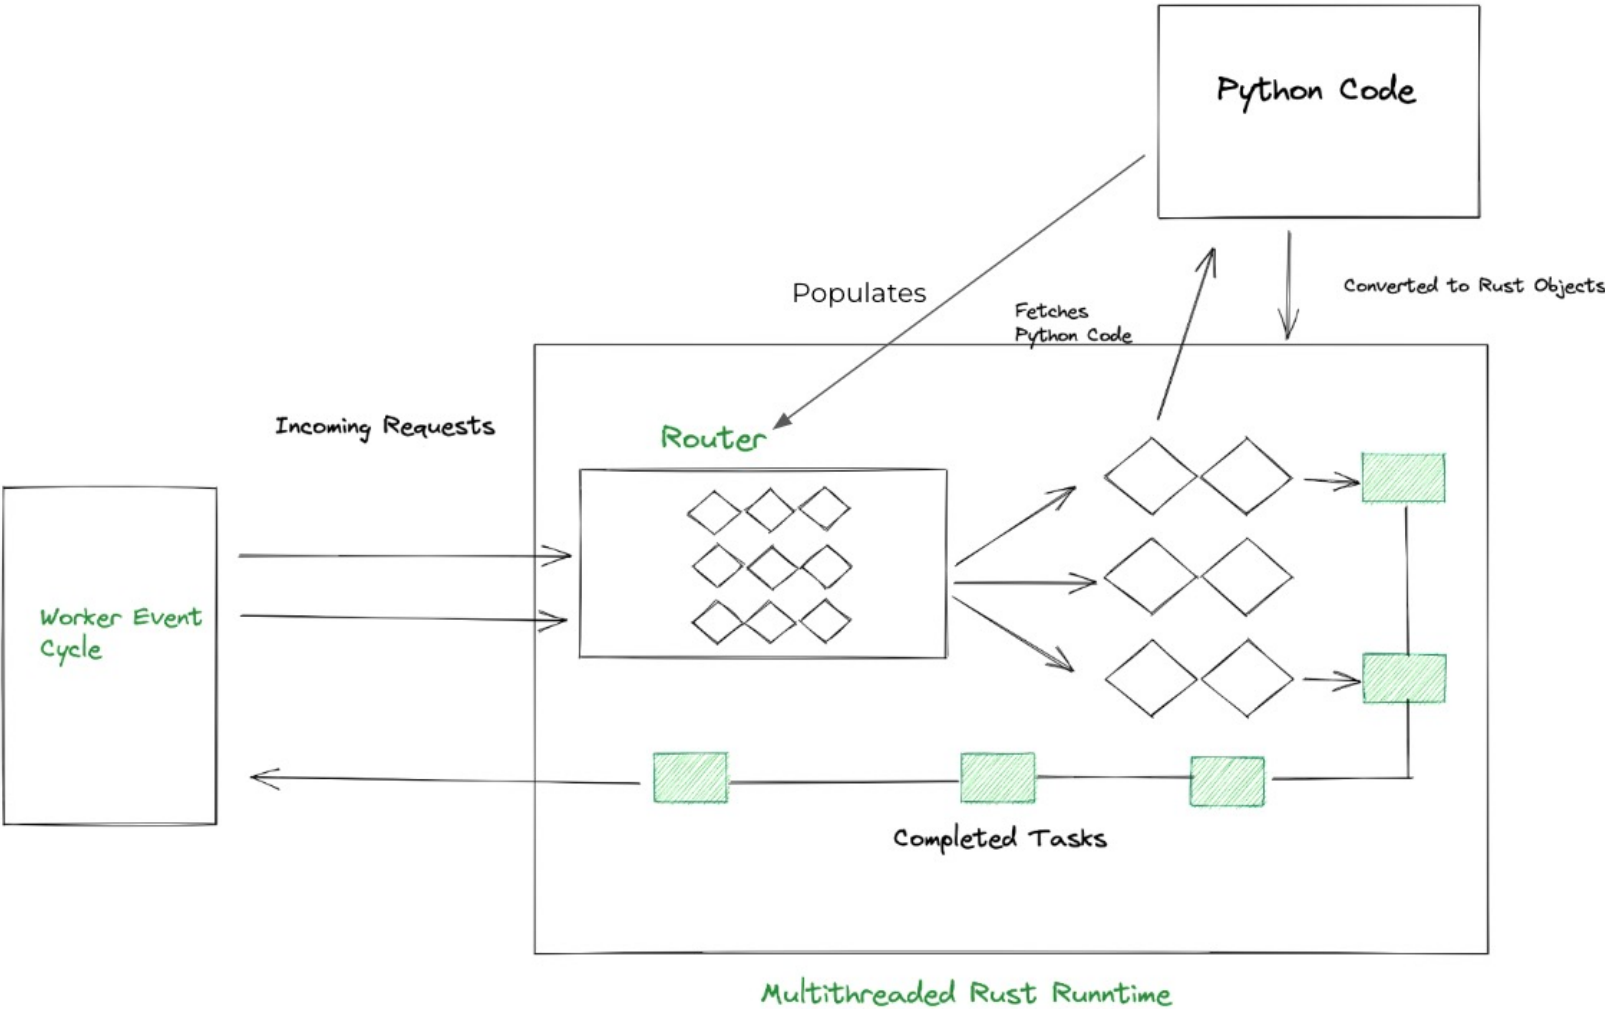 Python Code
Populates
Fetches
Python Code
Converted to Rust Objects
Incoming Requests
Router
Worker Event
Cycle
Completed Tasks
Multithreaded Rust Runntime